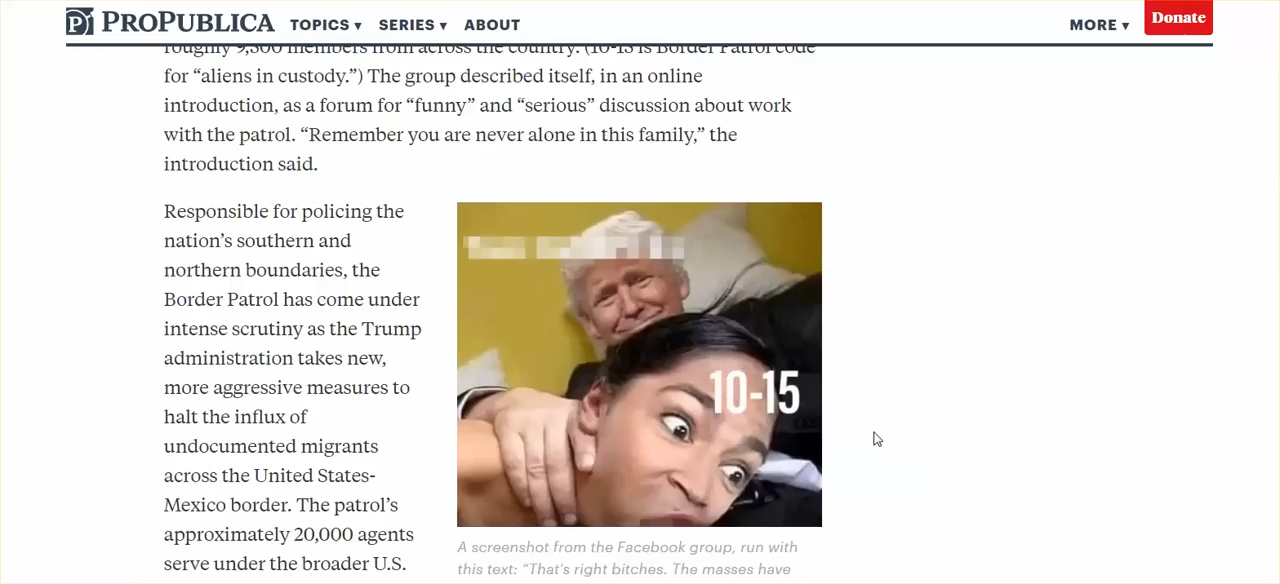 PROPUBLICA TOPICS ▾ SERIES ▾ ABOUT MORE ▾ Donate
roughly 9,500 members from across the country. (10-15 is Border Patrol code
for “aliens in custody.”) The group described itself, in an online
introduction, as a forum for “funny” and “serious” discussion about work
with the patrol. “Remember you are never alone in this family,” the
introduction said.
Responsible for policing the
nation’s southern and
northern boundaries, the
Border Patrol has come under
intense scrutiny as the Trump
administration takes new,
more aggressive measures to
halt the influx of
undocumented migrants
across the United States-
Mexico border. The patrol’s
approximately 20,000 agents
serve under the broader U.S.
10-15
A screenshot from the Facebook group, run with
this text: “That’s right bitches. The masses have